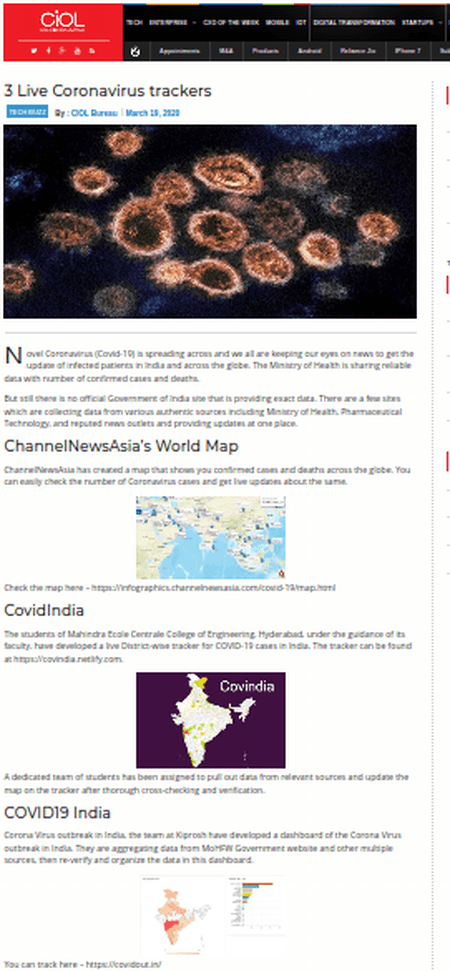 CiOL
TECH ENTERPRISE CXO OF THE WEEK MOBILE IOT DIGITAL TRANSFORMATION STARTUPS
Appointments M&A Products Android Reliance Jio iPhone 7
3 Live Coronavirus trackers
TECH BUZZ By : CIOL Bureau | March 19, 2020
Novel Coronavirus (Covid-19) is spreading across and we all are keeping our eyes on news to get the
update of infected patients in India and across the globe. The Ministry of Health is sharing reliable
data with number of confirmed cases and deaths.
But still there is no official Government of India site that is providing exact data. There are a few sites
which are collecting data from various authentic sources including Ministry of Health, Pharmaceutical
Technology, and reputed news outlets and providing updates at one place.
ChannelNewsAsia's World Map
ChannelNewsAsia has created a map that shows you confirmed cases and deaths across the globe. You
can easily check the number of Coronavirus cases and get live updates about the same.
Check the map here – https://infographics.channelnewsasia.com/covid-19/map.html
CovidIndia
The students of Mahindra Ecole Centrale College of Engineering, Hyderabad, under the guidance of its
faculty, have developed a live District-wise tracker for COVID-19 cases in India. The tracker can be found
at https://covindia.netlify.com.
Covindia
A dedicated team of students has been assigned to pull out data from relevant sources and update the
map on the tracker after thorough cross-checking and verification.
COVID19 India
Corona Virus outbreak in India, the team at Kiprosh have developed a dashboard of the Corona Virus
outbreak in India. They are aggregating data from MoHFW Government website and other multiple
sources, then re-verify and organize the data in this dashboard.
You can track here – https://covidout.in/